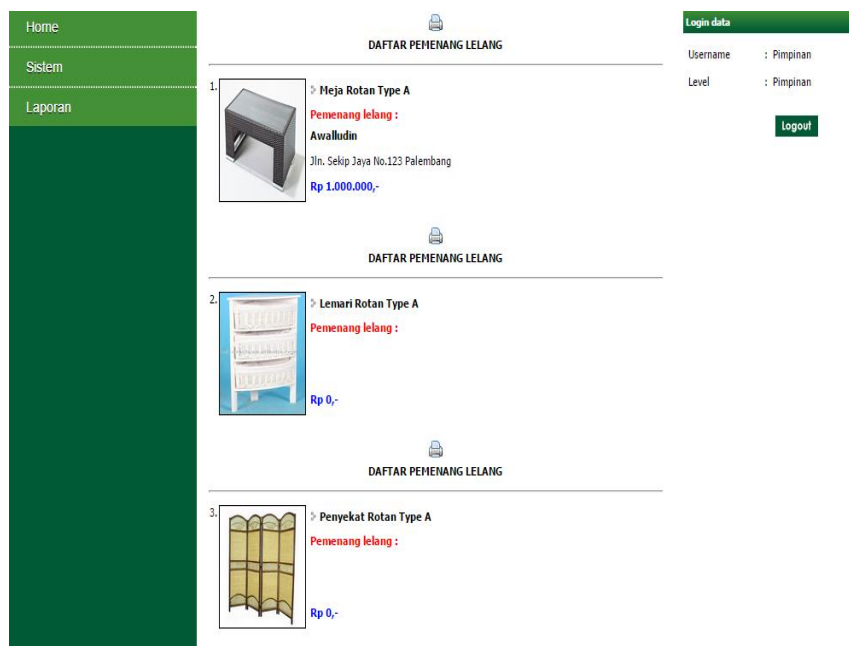 Home
Sistem
Laporan
DAFTAR PEMENANG LELANG
1.
Meja Rotan Type A
Pemenang lelang :
Awalludin
Jln. Sekip Jaya No.123 Palembang
Rp 1.000.000,-
DAFTAR PEMENANG LELANG
2.
Lemari Rotan Type A
Pemenang lelang :
Rp 0,-
DAFTAR PEMENANG LELANG
3.
Penyekat Rotan Type A
Pemenang lelang :
Rp 0,-
Login data
Username : Pimpinan
Level : Pimpinan
Logout